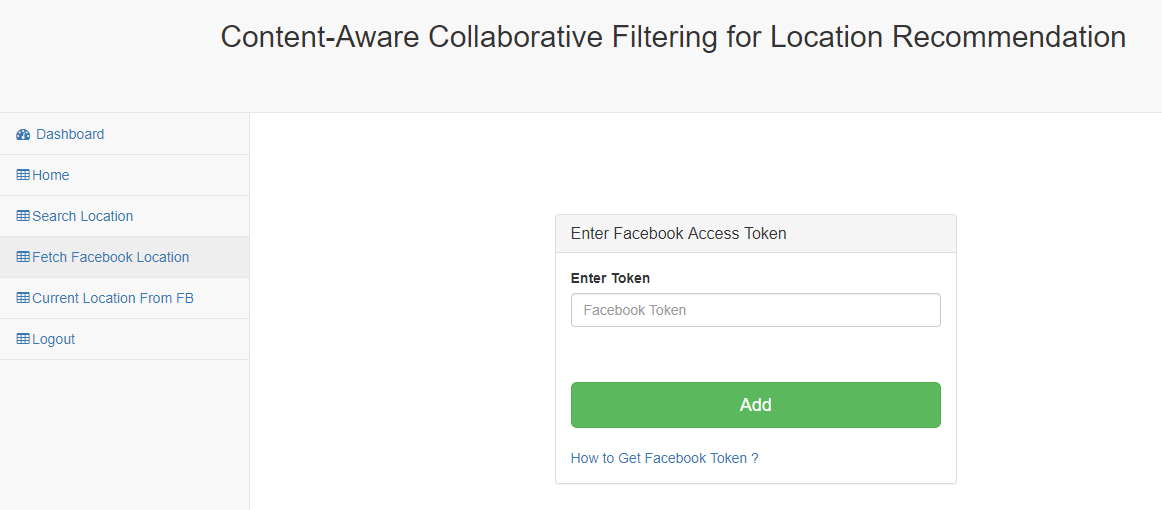 Content-Aware Collaborative Filtering for Location Recommendation
Dashboard
Home
Search Location
Fetch Facebook Location
Current Location From FB
Logout
Enter Facebook Access Token
Enter Token
Facebook Token
Add
How to Get Facebook Token ?